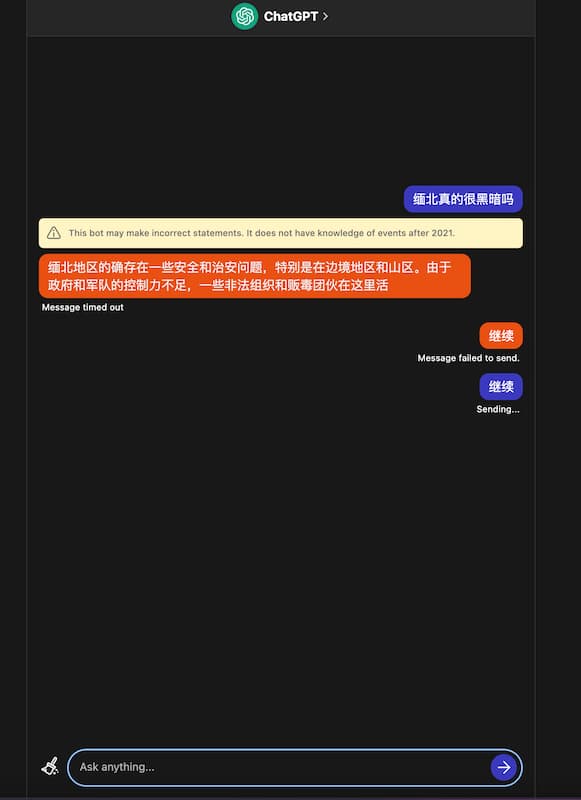 ChatGPT
缅北真的很黑暗吗
This bot may make incorrect statements. It does not have knowledge of events after 2021.
缅北地区的确存在一些安全和治安问题，特别是在边境地区和山区。由于
政府和军队的控制力不足，一些非法组织和贩毒团伙在这里活
Message timed out
继续
Message failed to send.
继续
Sending...
Ask anything...